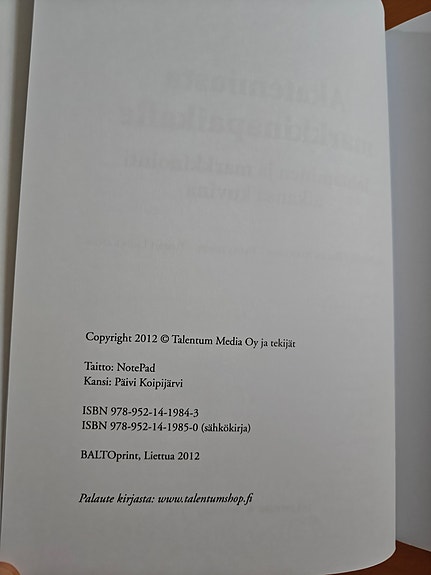 Copyright 2012 © Talentum Media Oy ja tekijät
Taitto: NotePad
Kansi: Päivi Koipijärvi
ISBN 978-952-14-1984-3
ISBN 978-952-14-1985-0 (sähkökirja)
BALTOprint, Liettua 2012
Palaute kirjasta: www.talentumshop.fi